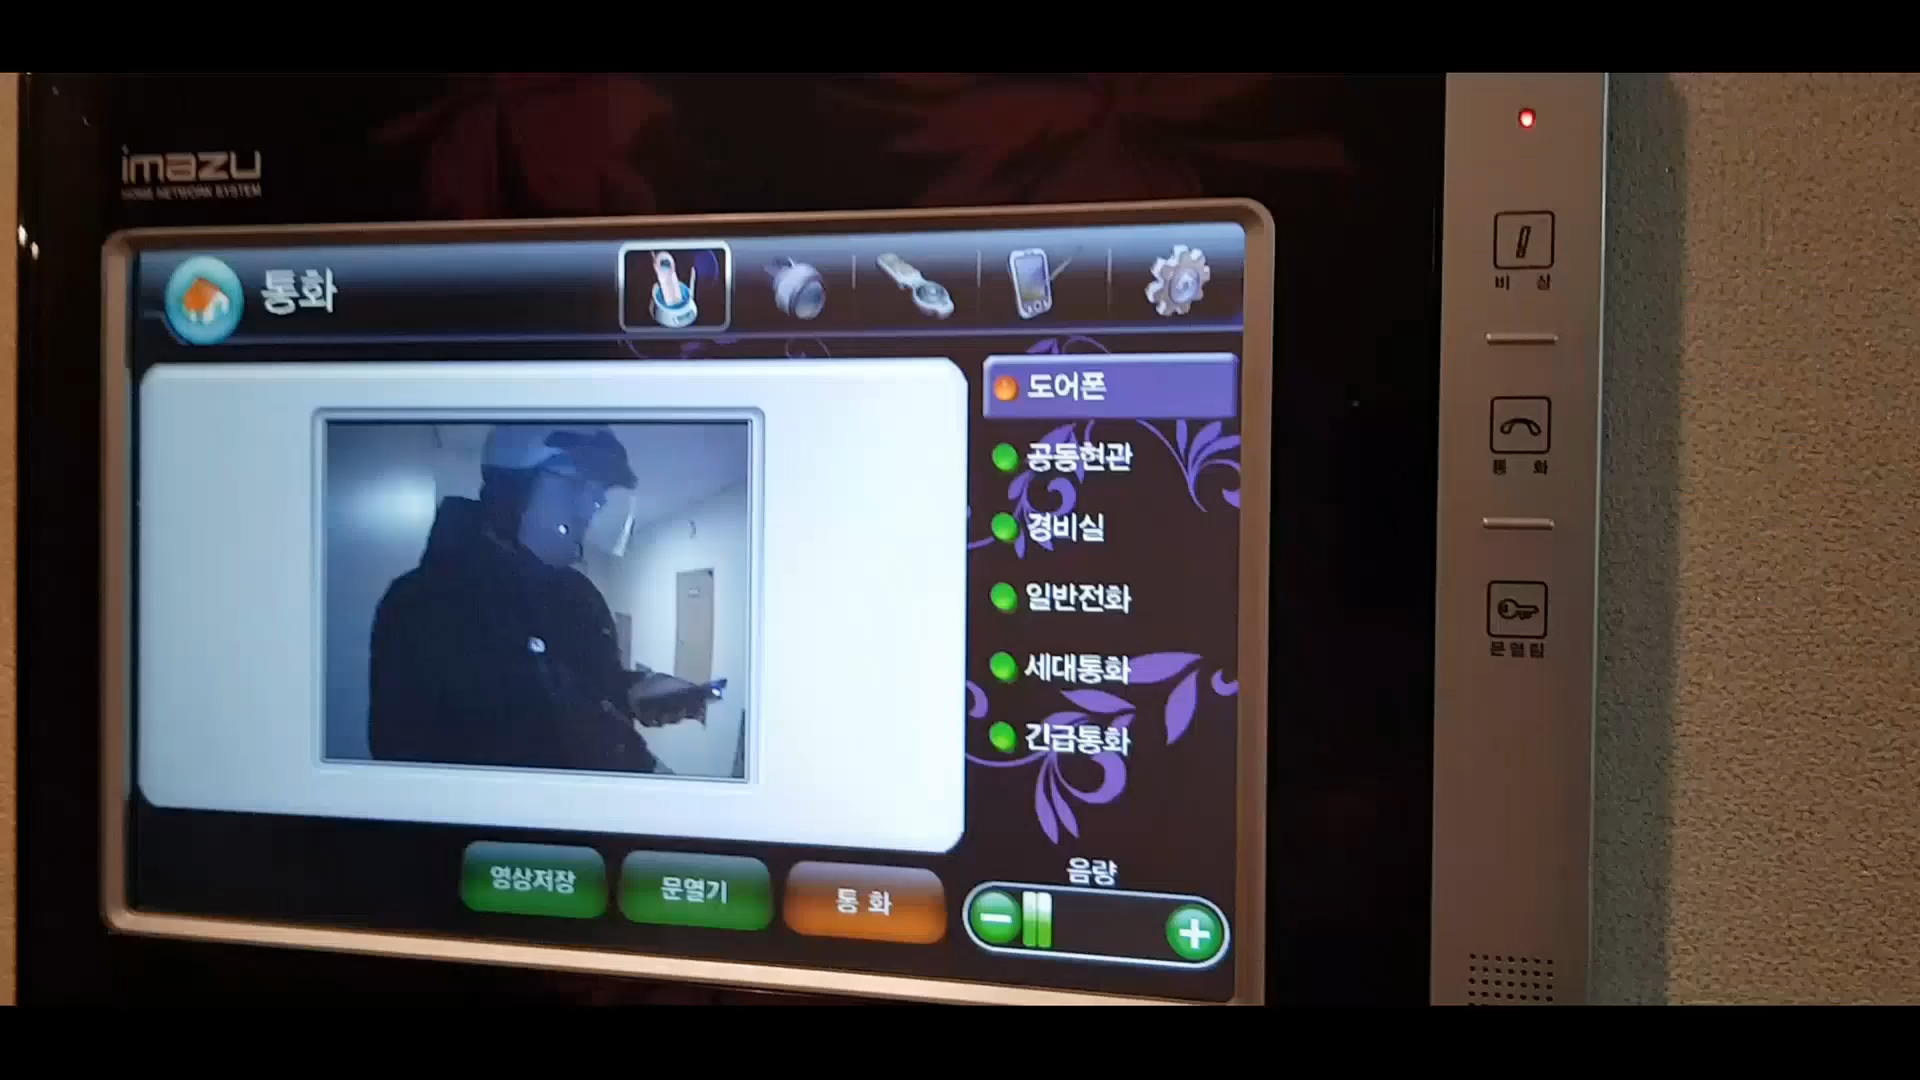 imazu
HOME NETWORK SYSTEM
통화
도어폰
공동현관
경비실
일반전화
세대통화
긴급통화
음량
영상저장
문열기
통 화
비 상
통 화
문열림